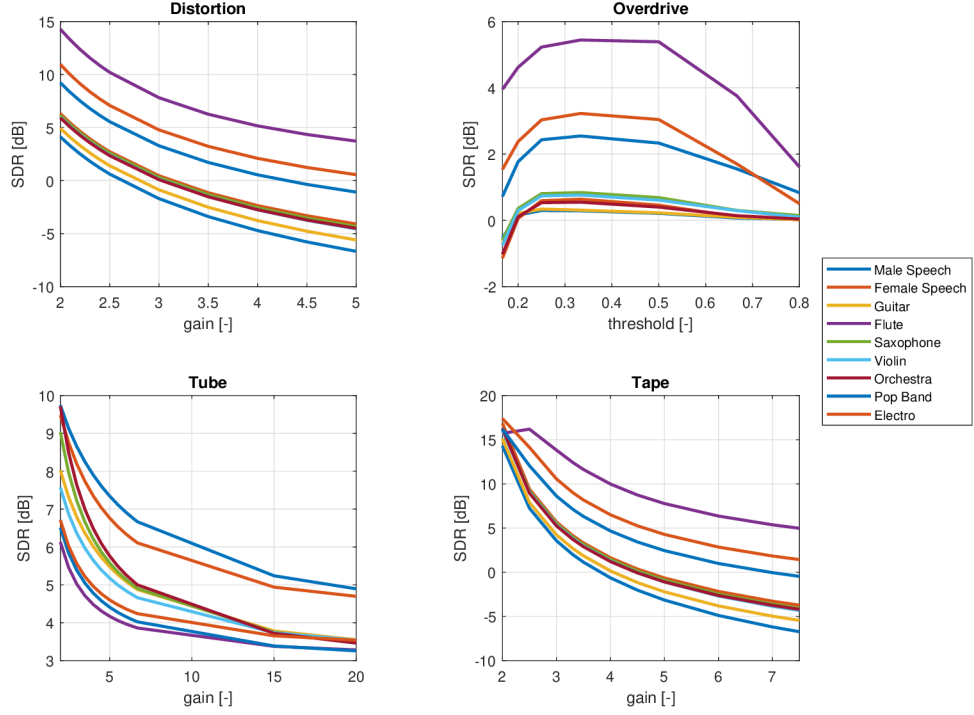 Distortion
15
10
5
0
-5
-10
SDR [dB]
2 2.5 3 3.5 4 4.5 5
gain [-]
Overdrive
6
4
2
0
-2
SDR [dB]
0.2 0.3 0.4 0.5 0.6 0.7 0.8
threshold [-]
Male Speech
Female Speech
Guitar
Flute
Saxophone
Violin
Orchestra
Pop Band
Electro
Tube
10
9
8
7
6
5
4
3
SDR [dB]
5 10 15 20
gain [-]
Tape
20
15
10
5
0
-5
-10
SDR [dB]
2 3 4 5 6 7
gain [-]